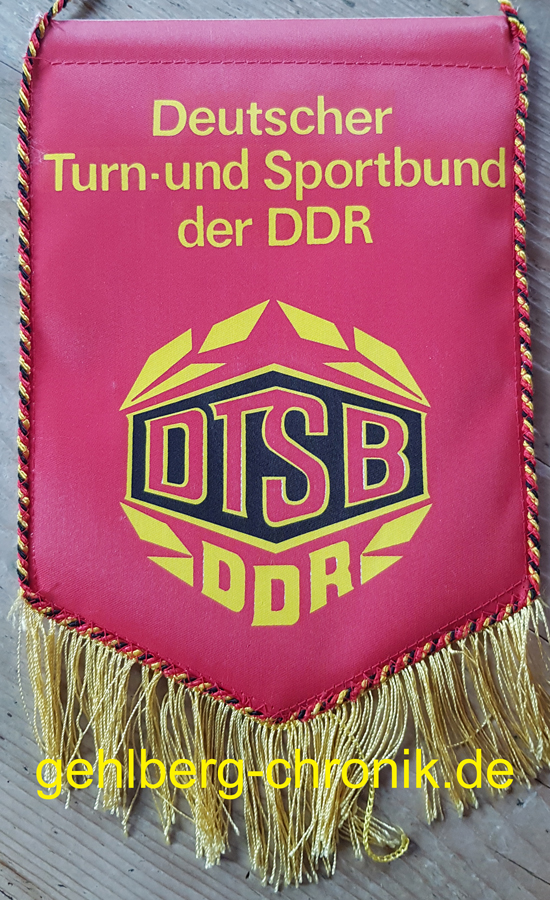 Deutscher
Turn-und Sportbund
der DDR
DTSB
DDR
gehlberg-chronik.de